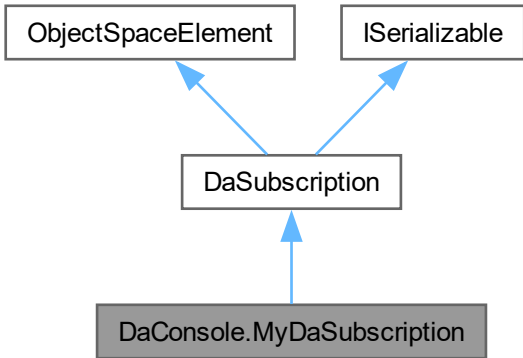 ObjectSpaceElement
ISerializable
DaSubscription
DaConsole.MyDaSubscription